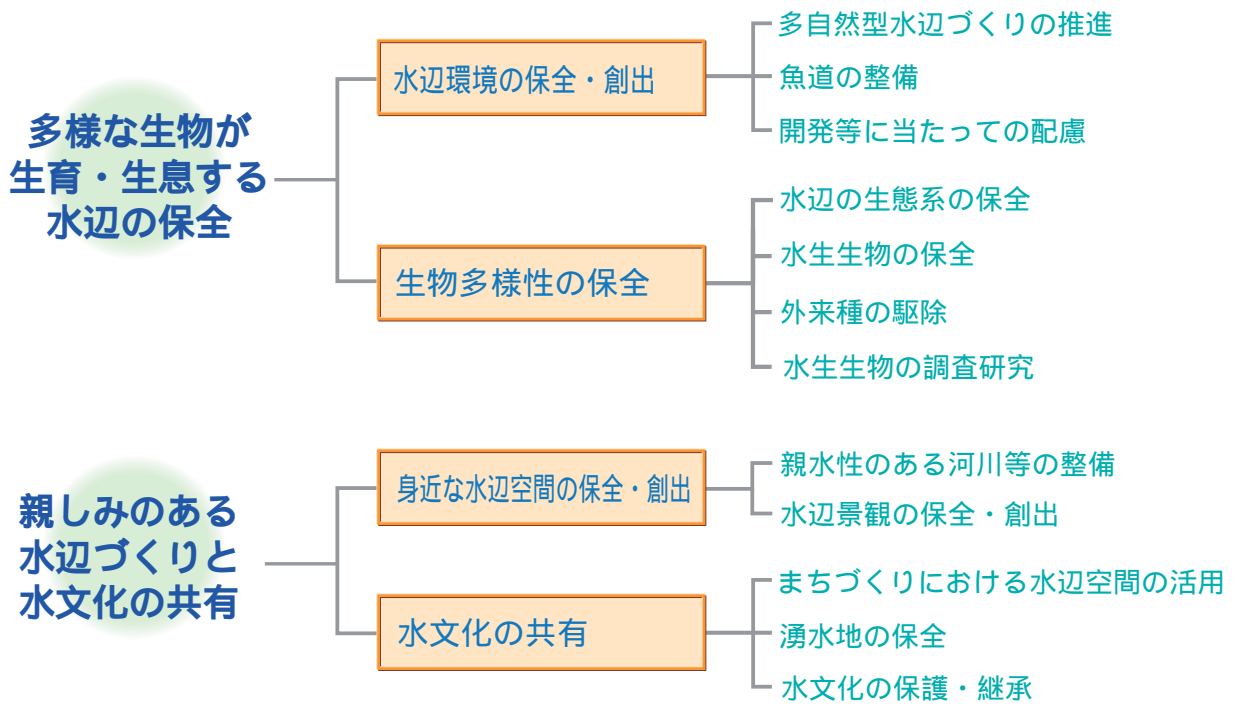 多様な生物が
生育・生息する
水辺の保全
水辺環境の保全・創出
多自然型水辺づくりの推進
魚道の整備
開発等に当たっての配慮
生物多様性の保全
水辺の生態系の保全
水生生物の保全
外来種の駆除
水生生物の調査研究
親しみのある
水辺づくりと
水文化の共有
身近な水辺空間の保全・創出
親水性のある河川等の整備
水辺景観の保全・創出
水文化の共有
まちづくりにおける水辺空間の活用
湧水地の保全
水文化の保護・継承